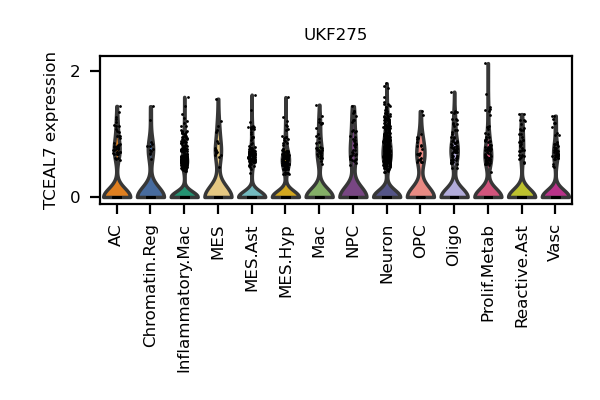 UKF275
TCEAL7 expression
2
0
AC
Chromatin.Reg
Inflammatory.Mac
MES
MES.Ast
MES.Hyp
Mac
NPC
Neuron
OPC
Oligo
Prolif.Metab
Reactive.Ast
Vasc